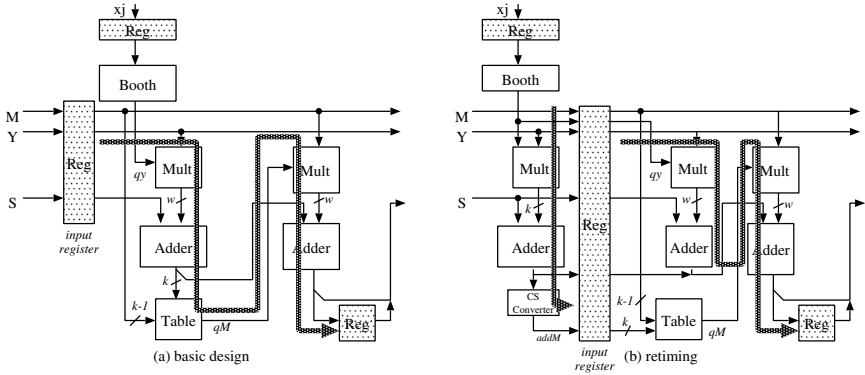 xj
Reg
Booth
M
Y
Reg
S
input
register
qy
Mult
w
Adder
k
k-1
Table
qM
Mult
w
Adder
Reg
(a) basic design
xj
Reg
Booth
M
Y
S
Mult
k
Adder
CS
Converter
addM
Reg
input
register
qy
Mult
w
Adder
k-1
k
Table
qM
Mult
w
Adder
Reg
(b) retiming